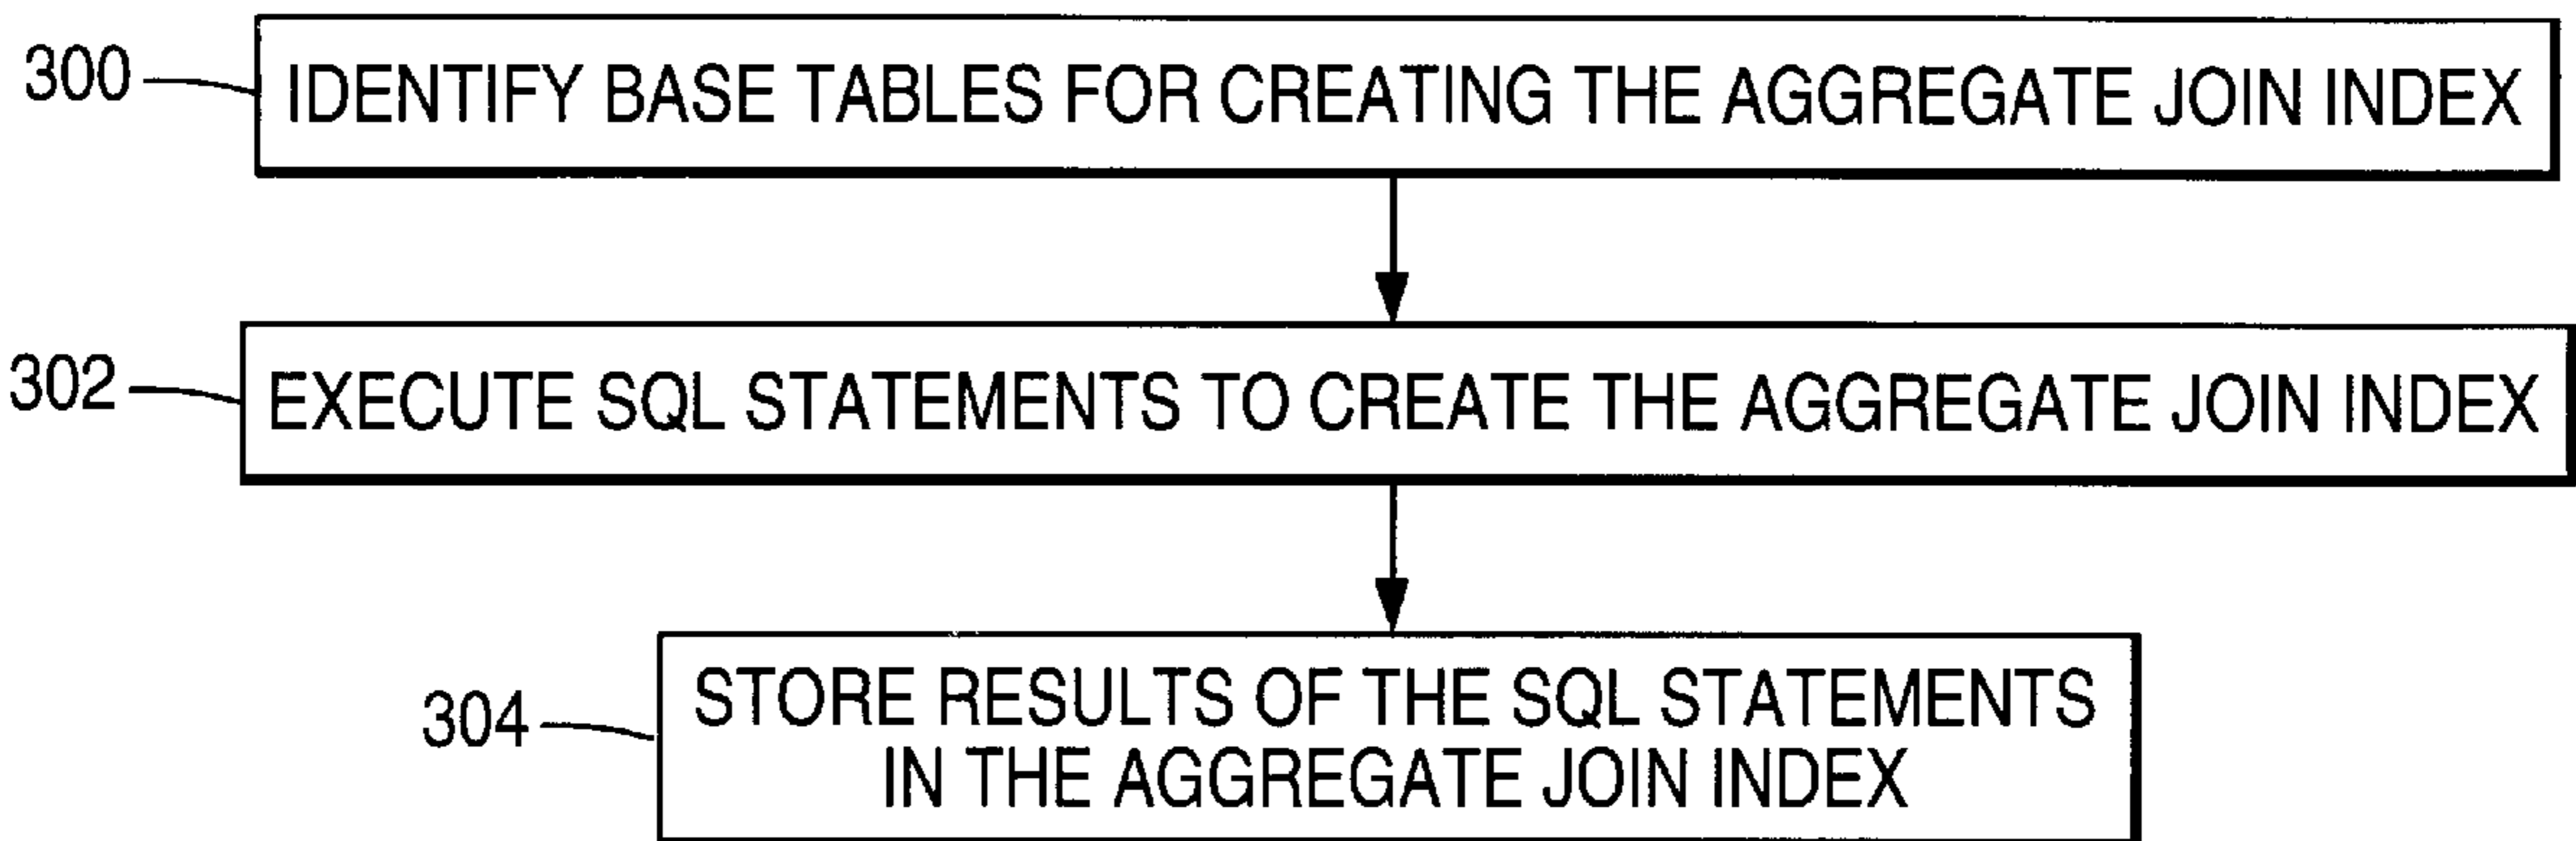 300
IDENTIFY BASE TABLES FOR CREATING THE AGGREGATE JOIN INDEX
302
EXECUTE SQL STATEMENTS TO CREATE THE AGGREGATE JOIN INDEX
304
STORE RESULTS OF THE SQL STATEMENTS
IN THE AGGREGATE JOIN INDEX